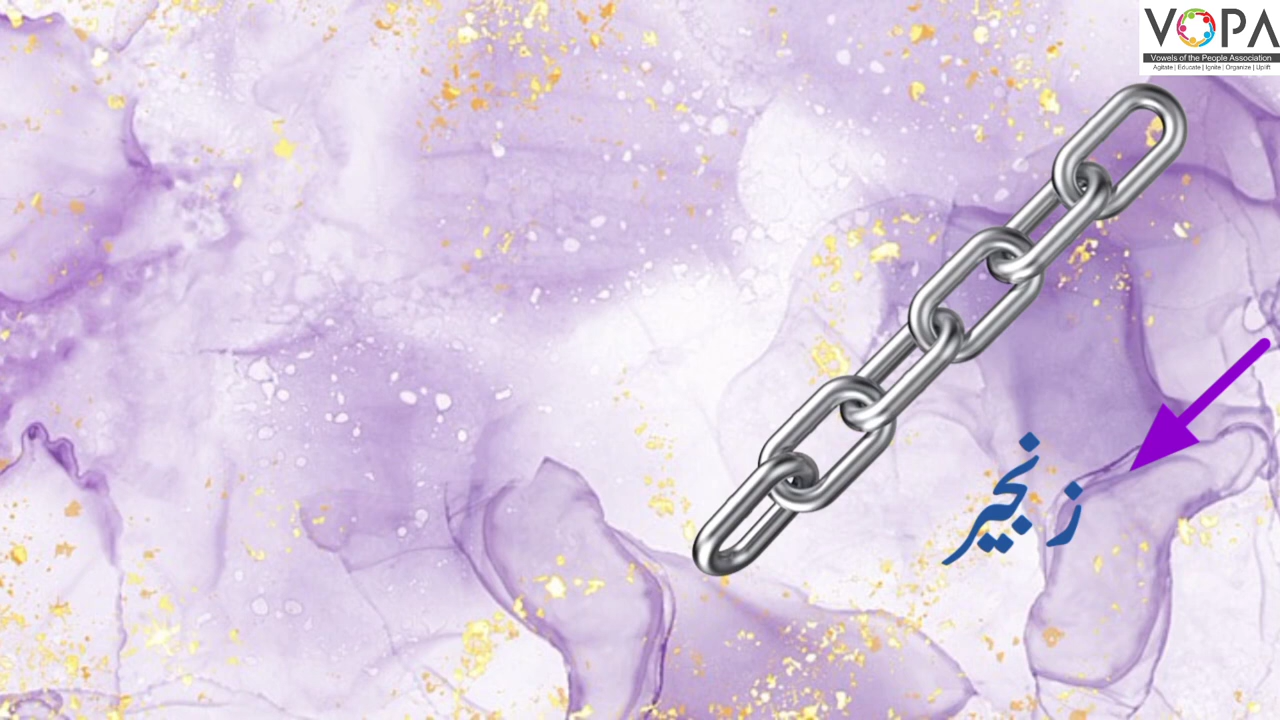 VOPA
Vowels of the People Association
Agitate | Educate | Ignite | Organize | Uplift
زنجیر